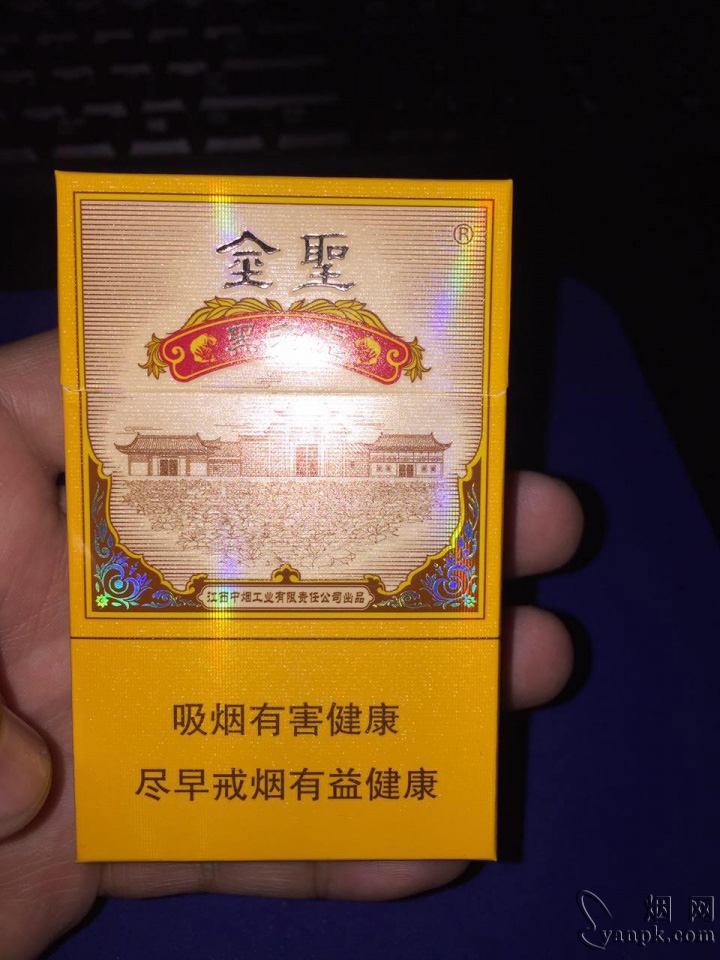 金聖
®
江西中烟工业有限责任公司出品
吸烟有害健康
尽早戒烟有益健康
烟网
yanpk.com